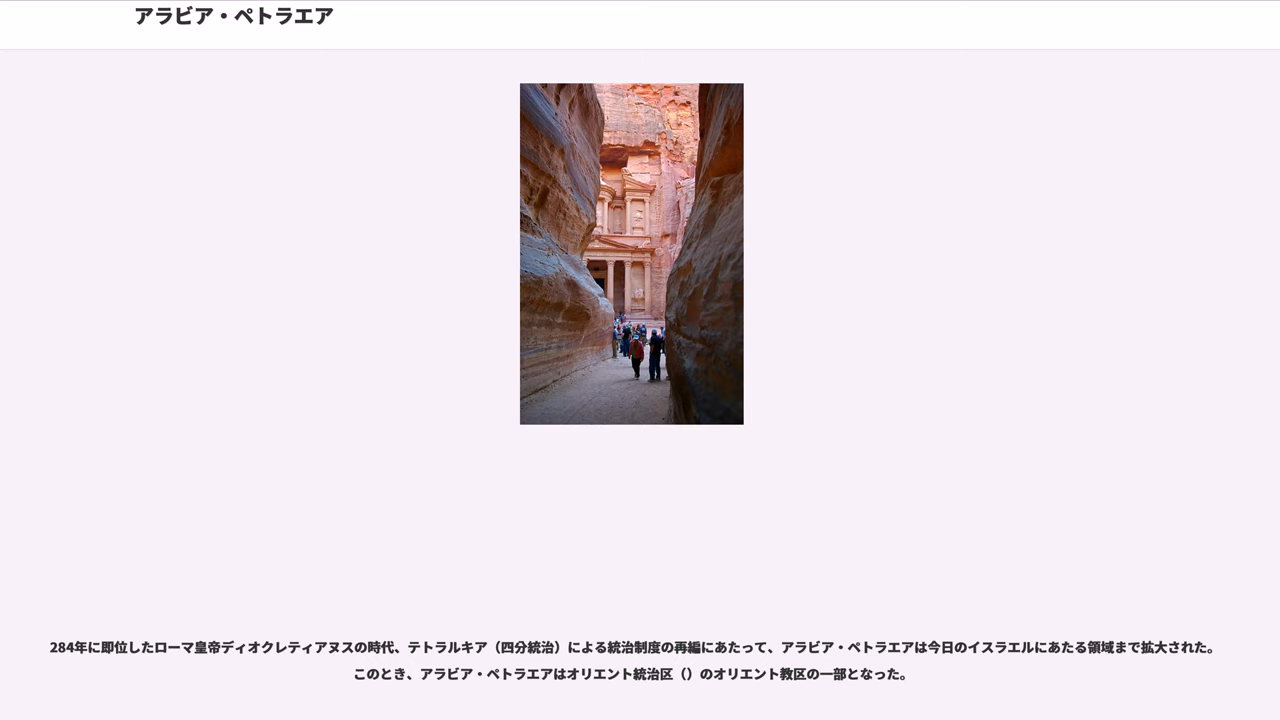 アラビア・ペトラエア
284年に即位したローマ皇帝ディオクレティアヌスの時代、テトラルキア（四分統治）による統治制度の再編にあたって、アラビア・ペトラエアは今日のイスラエルにあたる領域まで拡大された。
このとき、アラビア・ペトラエアはオリエント統治区（）のオリエント教区の一部となった。